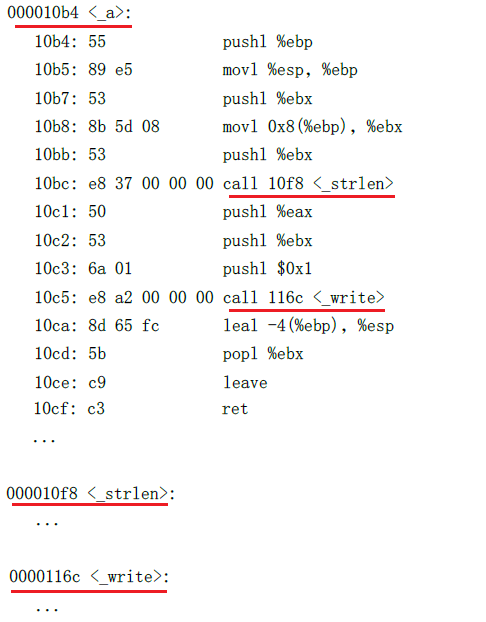 000010b4 <_a>:
10b4: 55 pushl %ebp
10b5: 89 e5 movl %esp, %ebp
10b7: 53 pushl %ebx
10b8: 8b 5d 08 movl 0x8(%ebp), %ebx
10bb: 53 pushl %ebx
10bc: e8 37 00 00 00 call 10f8 <_strlen>
10c1: 50 pushl %eax
10c2: 53 pushl %ebx
10c3: 6a 01 pushl $0x1
10c5: e8 a2 00 00 00 call 116c <_write>
10ca: 8d 65 fc leal -4(%ebp), %esp
10cd: 5b popl %ebx
10ce: c9 leave
10cf: c3 ret
...
000010f8 <_strlen>:
...
0000116c <_write>:
...